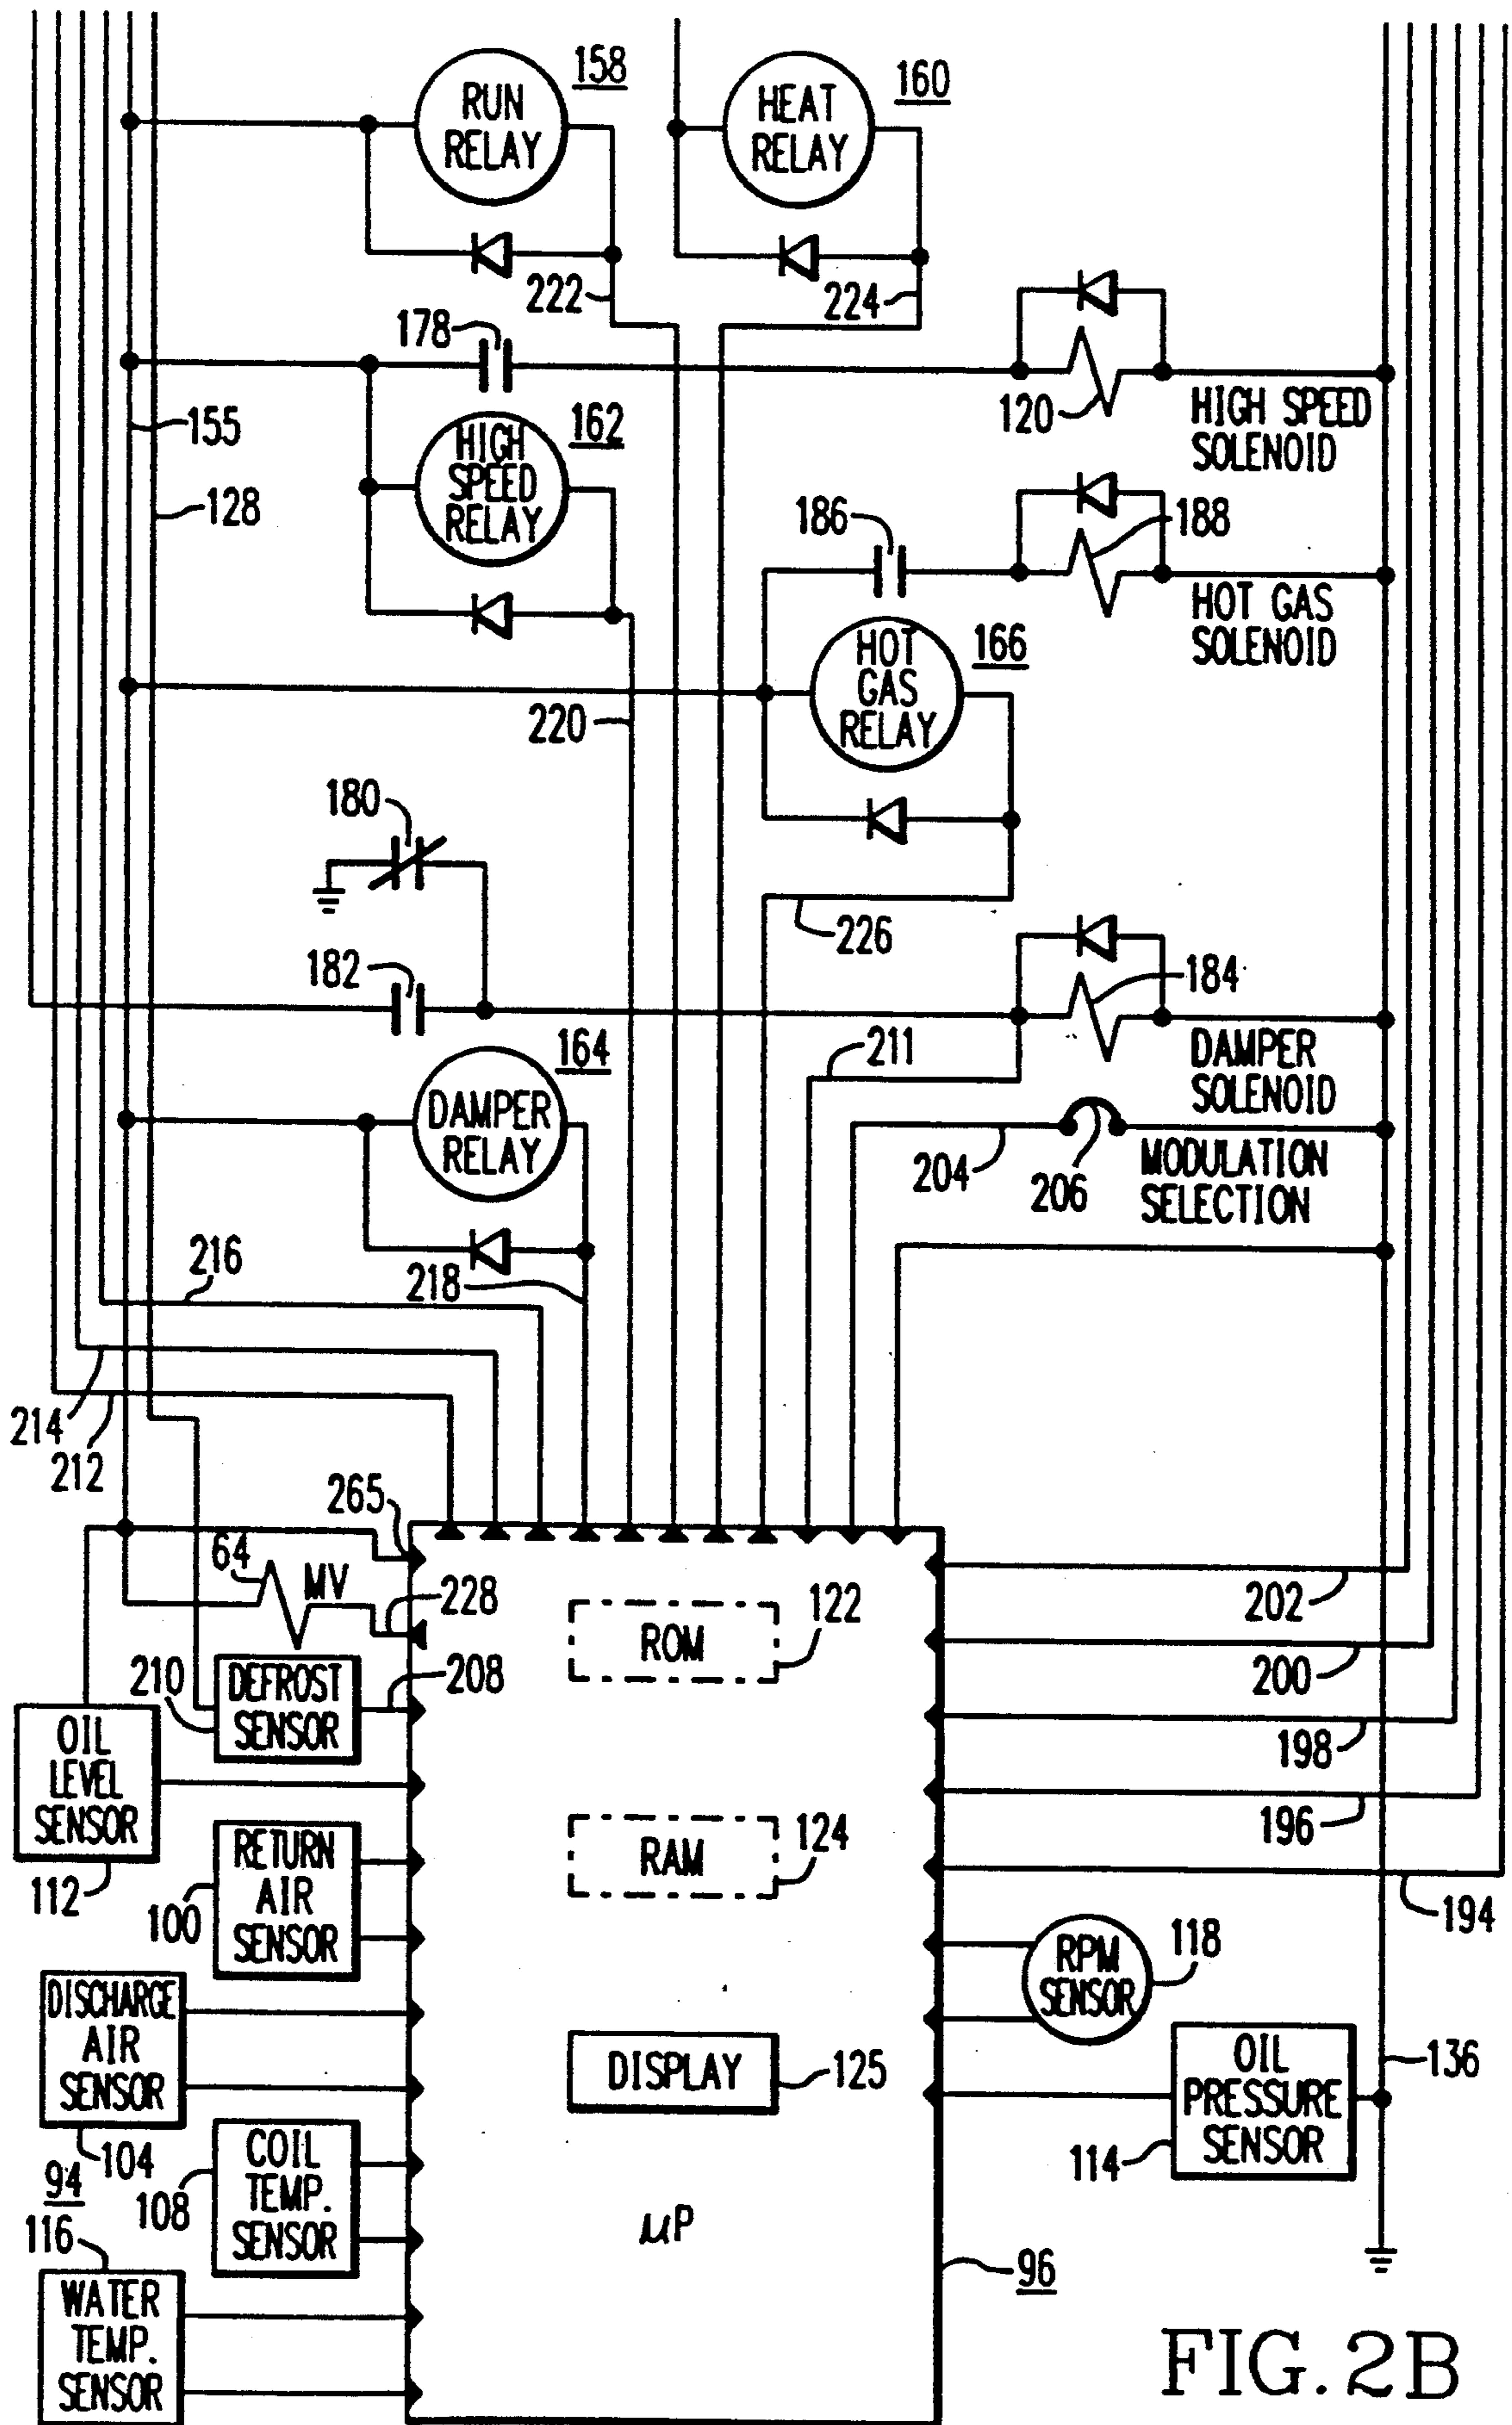 RUN
RELAY
158
HEAT
RELAY
160
222
224
178
120
HIGH SPEED
SOLENOID
155
HIGH
SPEED
RELAY
162
128
186
188
HOT GAS
SOLENOID
HOT
GAS
RELAY
166
220
180
226
182
184
211
DAMPER
SOLENOID
164
DAMPER
RELAY
204
206
MODULATION
SELECTION
216
218
214
212
265
64
MV
228
ROM
122
202
200
210
DEFROST
SENSOR
208
198
OIL
LEVEL
SENSOR
112
196
RETURN
AIR
SENSOR
100
RAM
124
194
RPM
SENSOR
118
DISCHARGE
AIR
SENSOR
104
DISPLAY
125
OIL
PRESSURE
SENSOR
114
136
94
COIL
TEMP.
SENSOR
108
μP
96
116
WATER
TEMP.
SENSOR
FIG. 2B